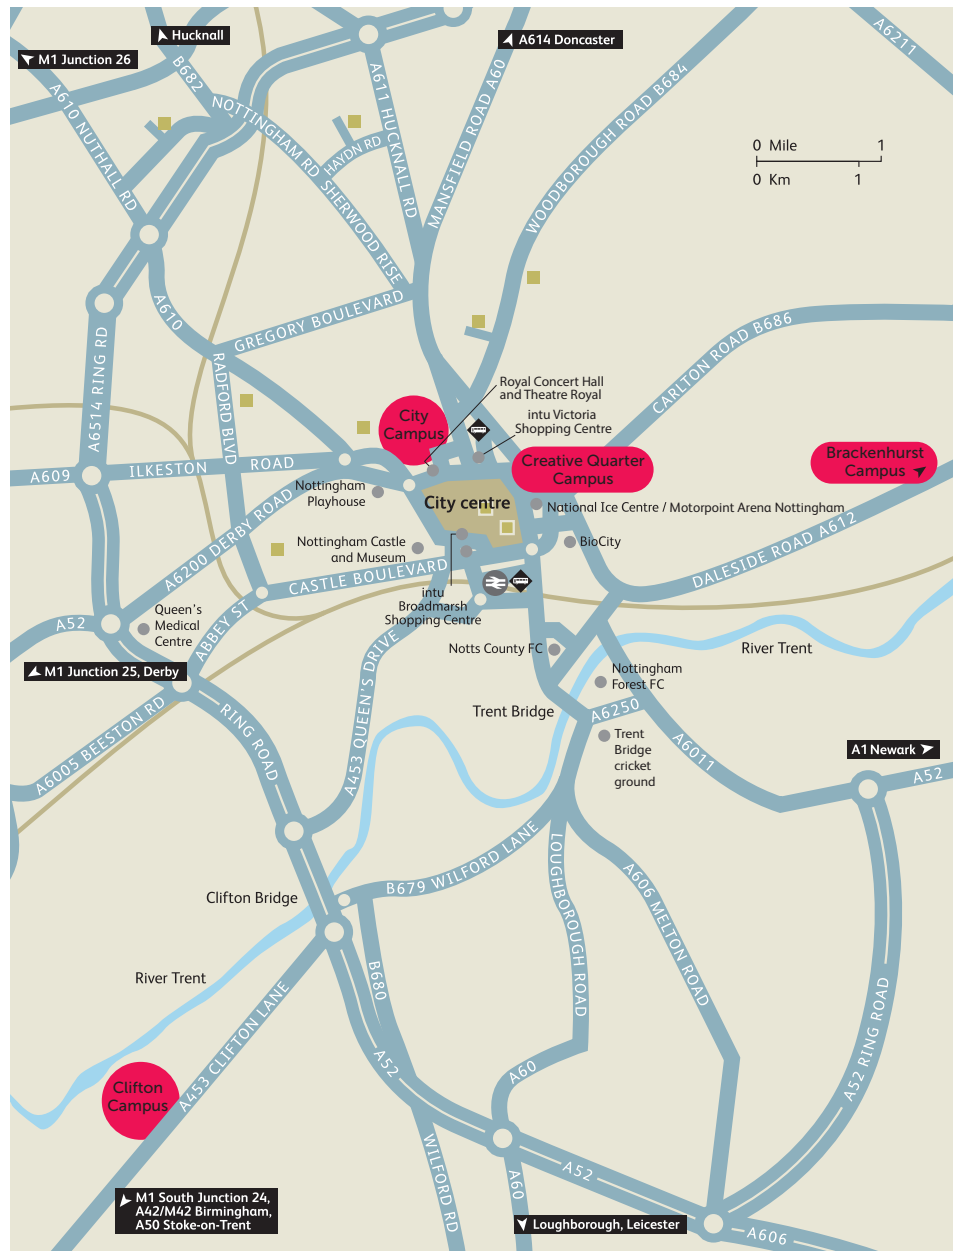 Hucknall
M1 Junction 26
A614 Doncaster
A6211
B682
A610 NUTHALL RD
NOTTINGHAM RD
HAYDN RD
SHERWOOD RISE
A611 HUCKNALL RD
MANSFIELD ROAD A60
WOODBOROUGH ROAD B684
0 Mile 1
0 Km 1
A610
GREGORY BOULEVARD
A6514 RING RD
RADFORD BLVD
CARLTON ROAD B686
Royal Concert Hall
and Theatre Royal
City
Campus
intu Victoria
Shopping Centre
Creative Quarter
Campus
Brackenhurst
Campus
A609
ILKESTON ROAD
Nottingham
Playhouse
City centre
National Ice Centre / Motorpoint Arena Nottingham
A6200 DERBY ROAD
Nottingham Castle
and Museum
BioCity
DALESIDE ROAD A612
CASTLE BOULEVARD
intu
Broadmarsh
Shopping Centre
A52
Queen's
Medical
Centre
ABBEY ST
M1 Junction 25, Derby
Notts County FC
River Trent
Nottingham
Forest FC
A453 QUEEN'S DRIVE
Trent Bridge
A6250
A6005 BEESTON RD
RING ROAD
Trent
Bridge
cricket
ground
A6011
A1 Newark
A52
B679 WILFORD LANE
LOUGHBOROUGH ROAD
A606 MELTON ROAD
Clifton Bridge
River Trent
B680
A453 CLIFTON LANE
A52
A60
A52 RING ROAD
Clifton
Campus
WILFORD RD
A60
A52
M1 South Junction 24,
A42/M42 Birmingham,
A50 Stoke-on-Trent
Loughborough, Leicester
A606